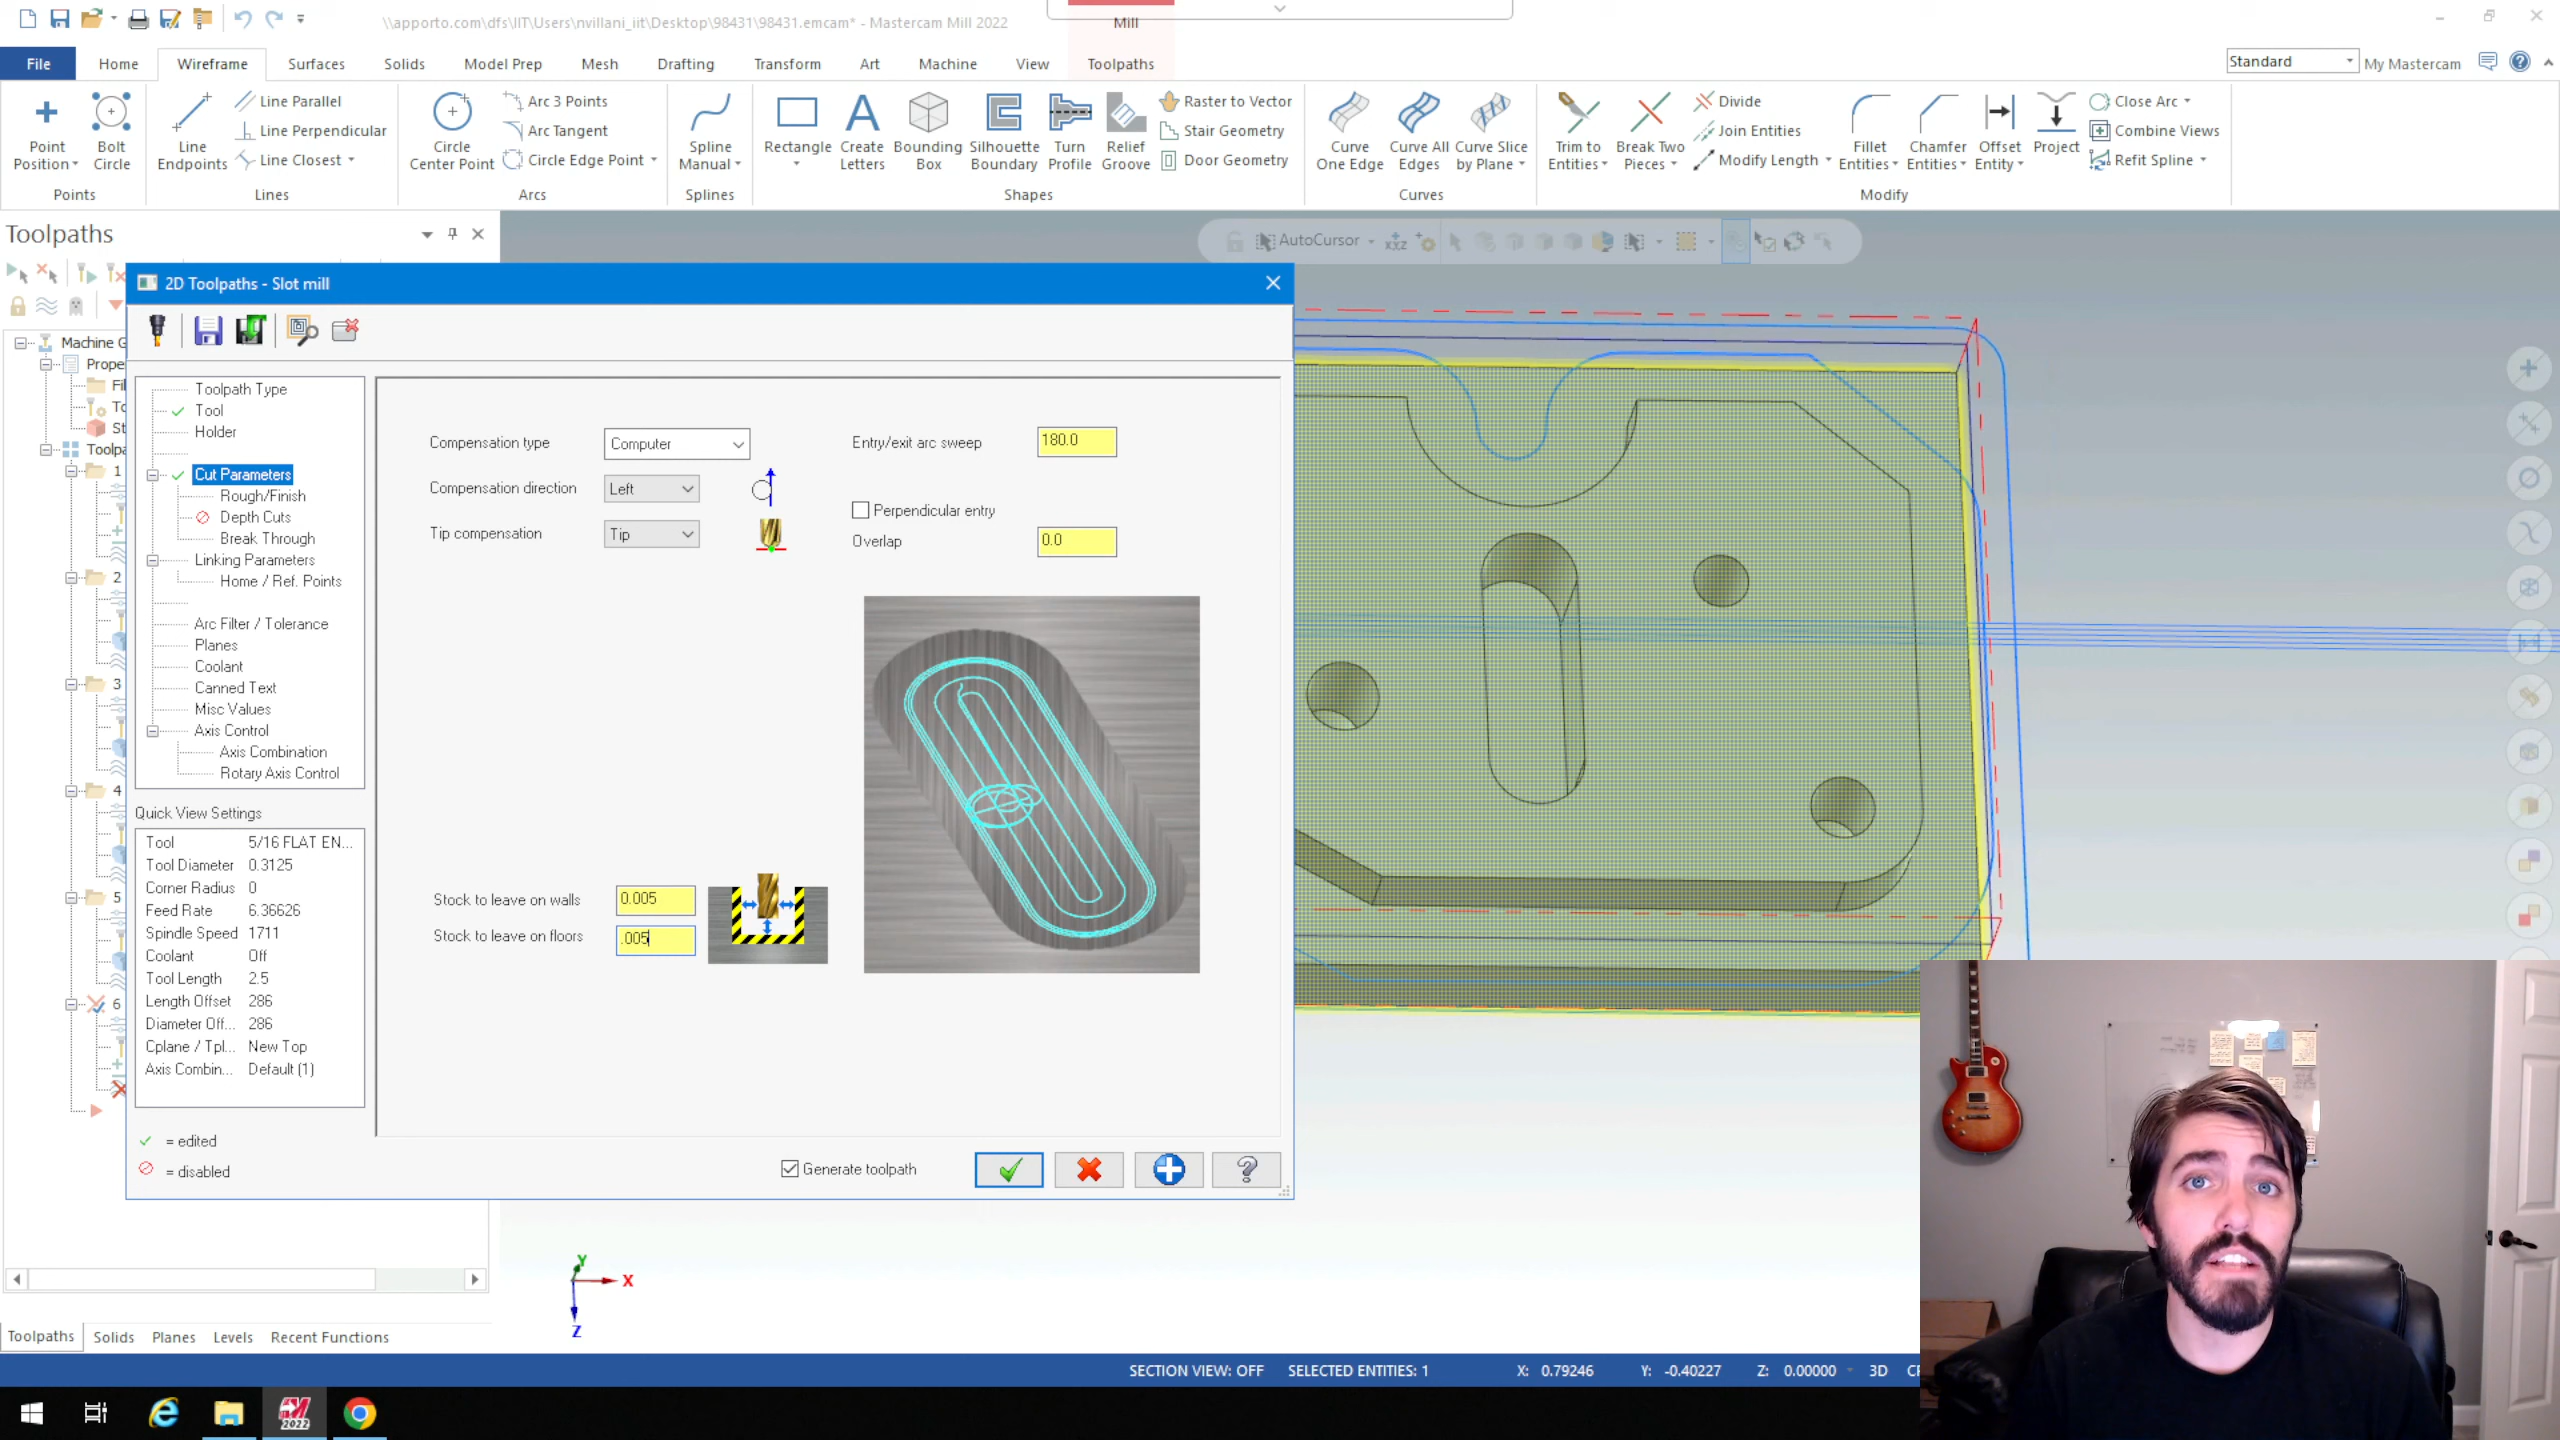 \\apporto.com\dfs\IIT\Users\nvillani_iit\Desktop\98431\98431.emcam* - Mastercam Mill 2022
Mill
File Home Wireframe Surfaces Solids Model Prep Mesh Drafting Transform Art Machine View Toolpaths
Standard My Mastercam
Point Position Bolt Circle
Points
Line Endpoints Line Parallel
Line Perpendicular
Line Closest
Lines
Circle Center Point Arc 3 Points
Arc Tangent
Circle Edge Point
Arcs
Spline Manual
Splines
Rectangle Create Letters Bounding Box Silhouette Boundary Turn Profile Relief Groove
Raster to Vector
Stair Geometry
Door Geometry
Shapes
Curve One Edge Curve All Edges Curve Slice by Plane
Curves
Trim to Entities Break Two Pieces Divide
Join Entities
Modify Length
Fillet Entities Chamfer Entities Offset Entity Project
Close Arc
Combine Views
Refit Spline
Modify
Toolpaths
AutoCursor
Machine G
Prope
Fil
To
St
Toolpa
1
2
3
4
5
6
2D Toolpaths - Slot mill
Toolpath Type
Tool
Holder
Cut Parameters
Rough/Finish
Depth Cuts
Break Through
Linking Parameters
Home / Ref. Points
Arc Filter / Tolerance
Planes
Coolant
Canned Text
Misc Values
Axis Control
Axis Combination
Rotary Axis Control
Quick View Settings
Tool 5/16 FLAT EN...
Tool Diameter 0.3125
Corner Radius 0
Feed Rate 6.36626
Spindle Speed 1711
Coolant Off
Tool Length 2.5
Length Offset 286
Diameter Off... 286
Cplane / Tpl... New Top
Axis Combin... Default (1)
= edited
= disabled
Compensation type Computer
Compensation direction Left
Tip compensation Tip
Entry/exit arc sweep 180.0
Perpendicular entry
Overlap 0.0
Stock to leave on walls 0.005
Stock to leave on floors .005
Generate toolpath
Y
X
Z
Toolpaths Solids Planes Levels Recent Functions
SECTION VIEW: OFF SELECTED ENTITIES: 1 X: 0.79246 Y: -0.40227 Z: 0.00000 3D
2022